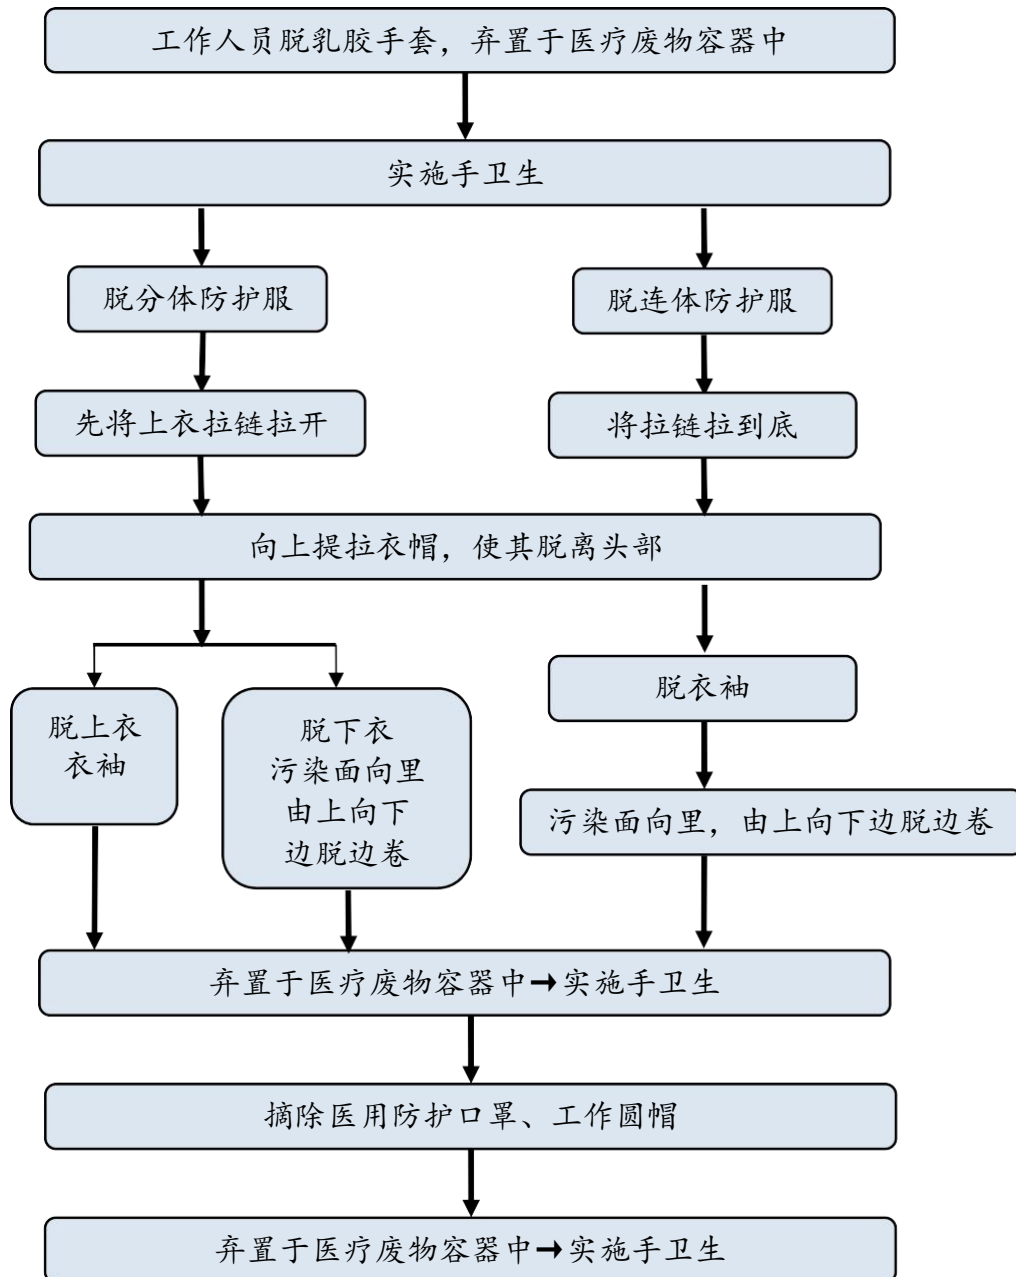 工作人员脱乳胶手套，弃置于医疗废物容器中
实施手卫生
脱分体防护服
脱连体防护服
先将上衣拉链拉开
将拉链拉到底
向上提拉衣帽，使其脱离头部
脱上衣
衣袖
脱下衣
污染面向里
由上向下
边脱边卷
脱衣袖
污染面向里，由上向下边脱边卷
弃置于医疗废物容器中→实施手卫生
摘除医用防护口罩、工作圆帽
弃置于医疗废物容器中→实施手卫生